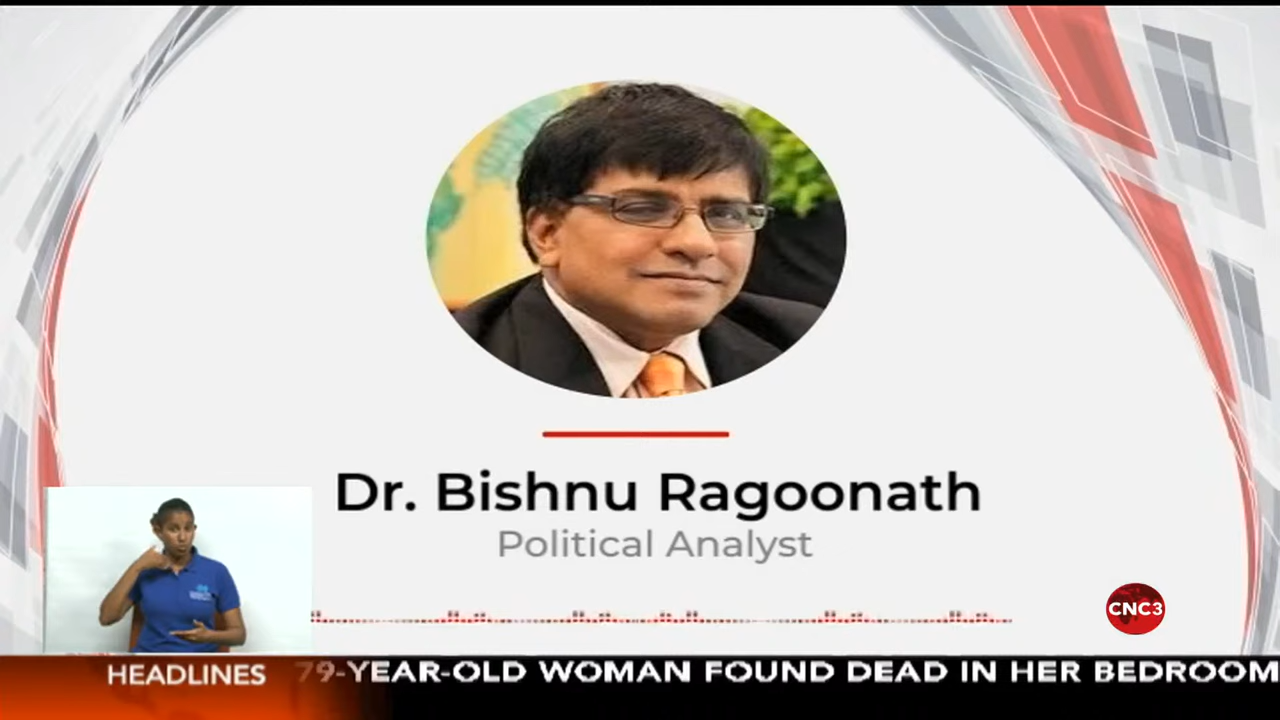 Dr. Bishnu Ragoonath
Political Analyst
CNC3
HEADLINES
79-YEAR-OLD WOMAN FOUND DEAD IN HER BEDROOM